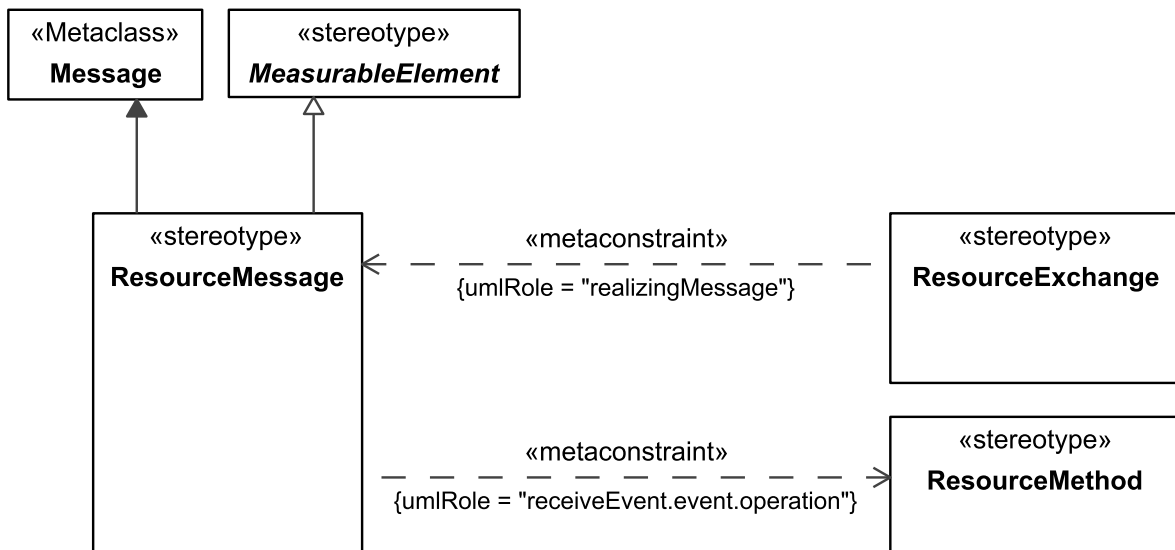 «Metaclass»
Message
«stereotype»
MeasurableElement
«stereotype»
ResourceMessage
«metaconstraint»
{umlRole = "realizingMessage"}
«stereotype»
ResourceExchange
«metaconstraint»
{umlRole = "receiveEvent.event.operation"}
«stereotype»
ResourceMethod